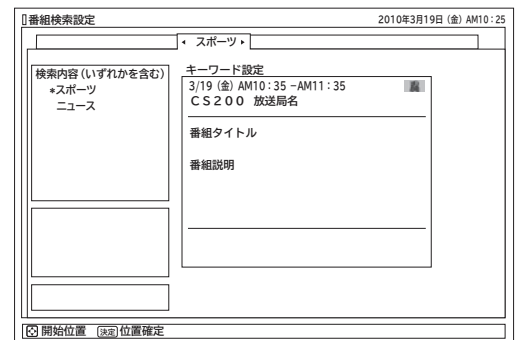 番組検索設定
2010年3月19日（金）AM10：25
スポーツ
検索内容（いずれかを含む）
*スポーツ
ニュース
キーワード設定
3/19（金）AM10：35－AM11：35
ＣＳ２００ 放送局名
番組タイトル
番組説明
開始位置 決定 位置確定